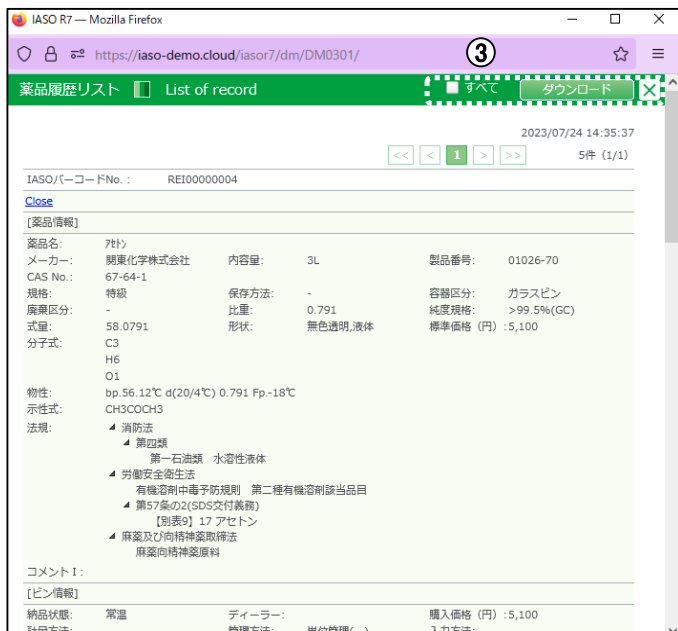 IASO R7 — Mozilla Firefox
https://iaso-demo.cloud/iasor7/dm/DM0301/
③
薬品履歴リスト List of record すべて ダウンロード
2023/07/24 14:35:37
<< < 1 > >> 5件 (1/1)
IASOバーコードNo. : REI00000004
Close
[薬品情報]
薬品名: ｱｾﾄﾝ
メーカー: 関東化学株式会社 内容量: 3L 製品番号: 01026-70
CAS No.: 67-64-1
規格: 特級 保存方法: - 容器区分: ガラスビン
廃棄区分: - 比重: 0.791 純度規格: >99.5%(GC)
式量: 58.0791 形状: 無色透明,液体 標準価格（円）:5,100
分子式: C3
H6
O1
物性: bp.56.12℃ d(20/4℃) 0.791 Fp.-18℃
示性式: CH3COCH3
法規: 消防法
第四類
第一石油類 水溶性液体
労働安全衛生法
有機溶剤中毒予防規則 第二種有機溶剤該当品目
第57条の2(SDS交付義務)
【別表9】17 アセトン
麻薬及び向精神薬取締法
麻薬向精神薬原料
コメントI:
[ビン情報]
納品状態: 常温 ディーラー: 購入価格（円）:5,100